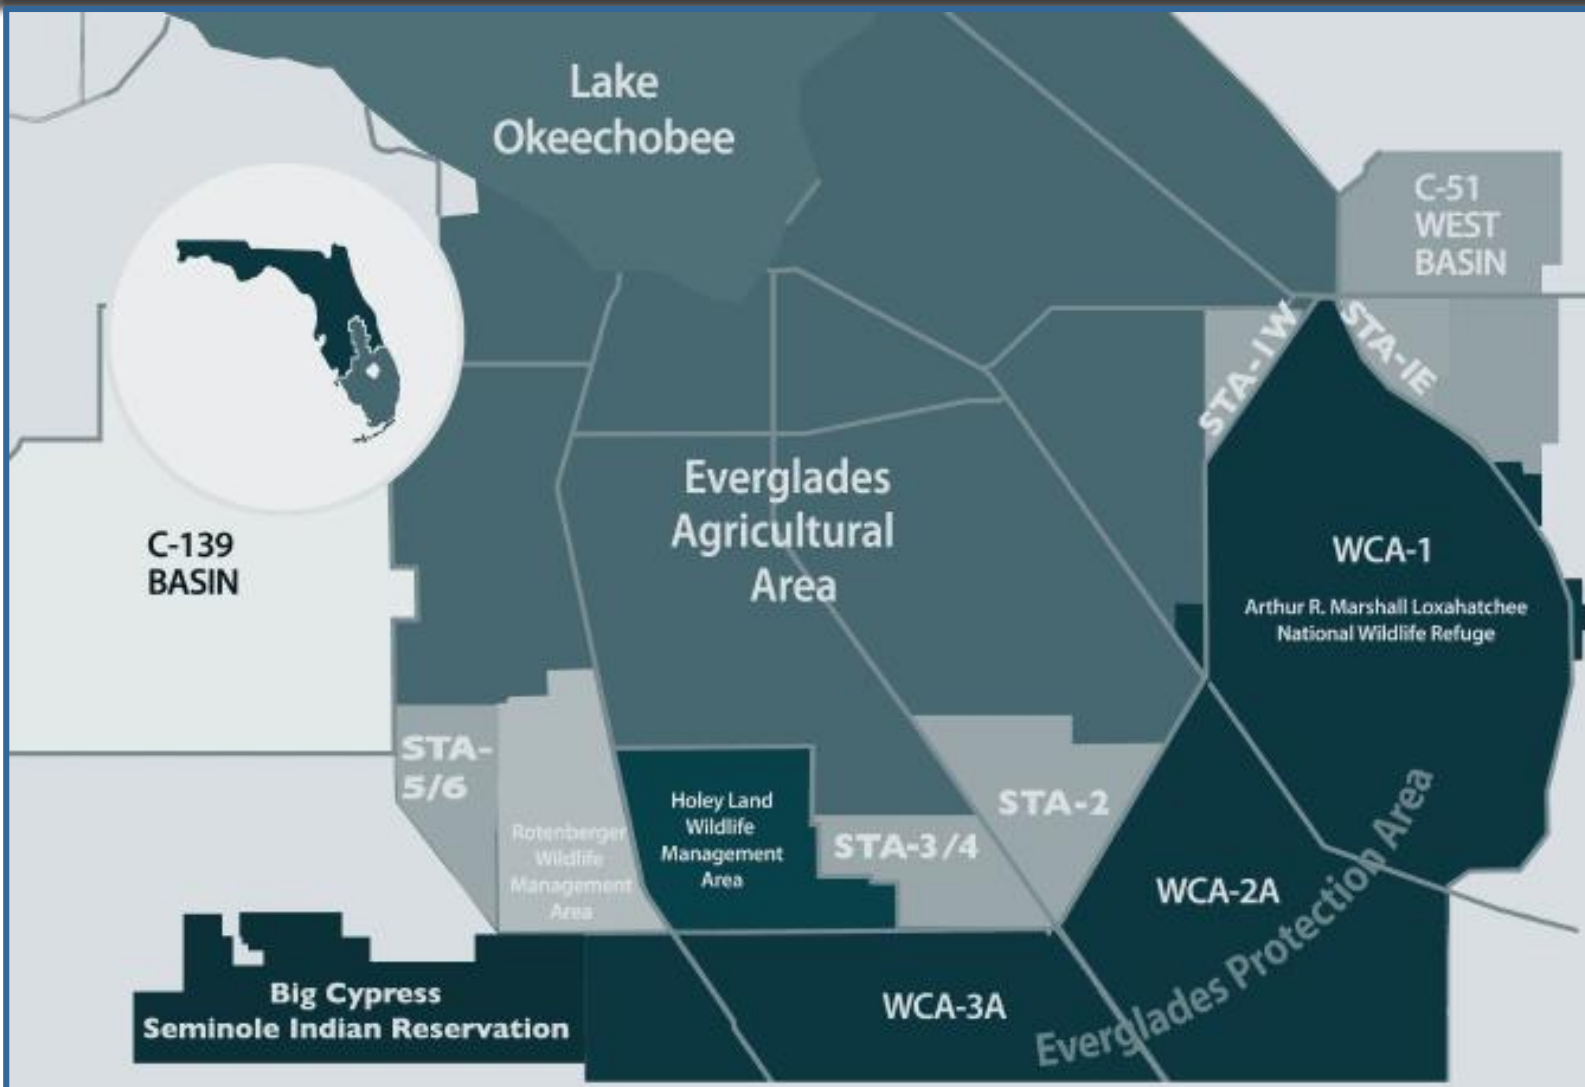 Lake
Okeechobee
C-51
WEST
BASIN
STA-1W
STA-IE
Everglades
Agricultural
Area
C-139
BASIN
WCA-1
Arthur R. Marshall Loxahatchee
National Wildlife Refuge
STA-
5/6
Rotenberger
Wildlife
Management
Area
Holey Land
Wildlife
Management
Area
STA-3/4
STA-2
WCA-2A
Everglades Protection Area
Big Cypress
Seminole Indian Reservation
WCA-3A